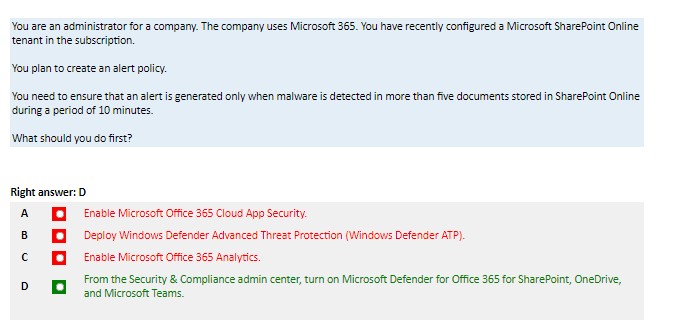 You are an administrator for a company. The company uses Microsoft 365. You have recently configured a Microsoft SharePoint Online
tenant in the subscription.
You plan to create an alert policy.
You need to ensure that an alert is generated only when malware is detected in more than five documents stored in SharePoint Online
during a period of 10 minutes.
What should you do first?
Right answer: D
A Enable Microsoft Office 365 Cloud App Security.
B Deploy Windows Defender Advanced Threat Protection (Windows Defender ATP).
C Enable Microsoft Office 365 Analytics.
D From the Security & Compliance admin center, turn on Microsoft Defender for Office 365 for SharePoint, OneDrive,
and Microsoft Teams.